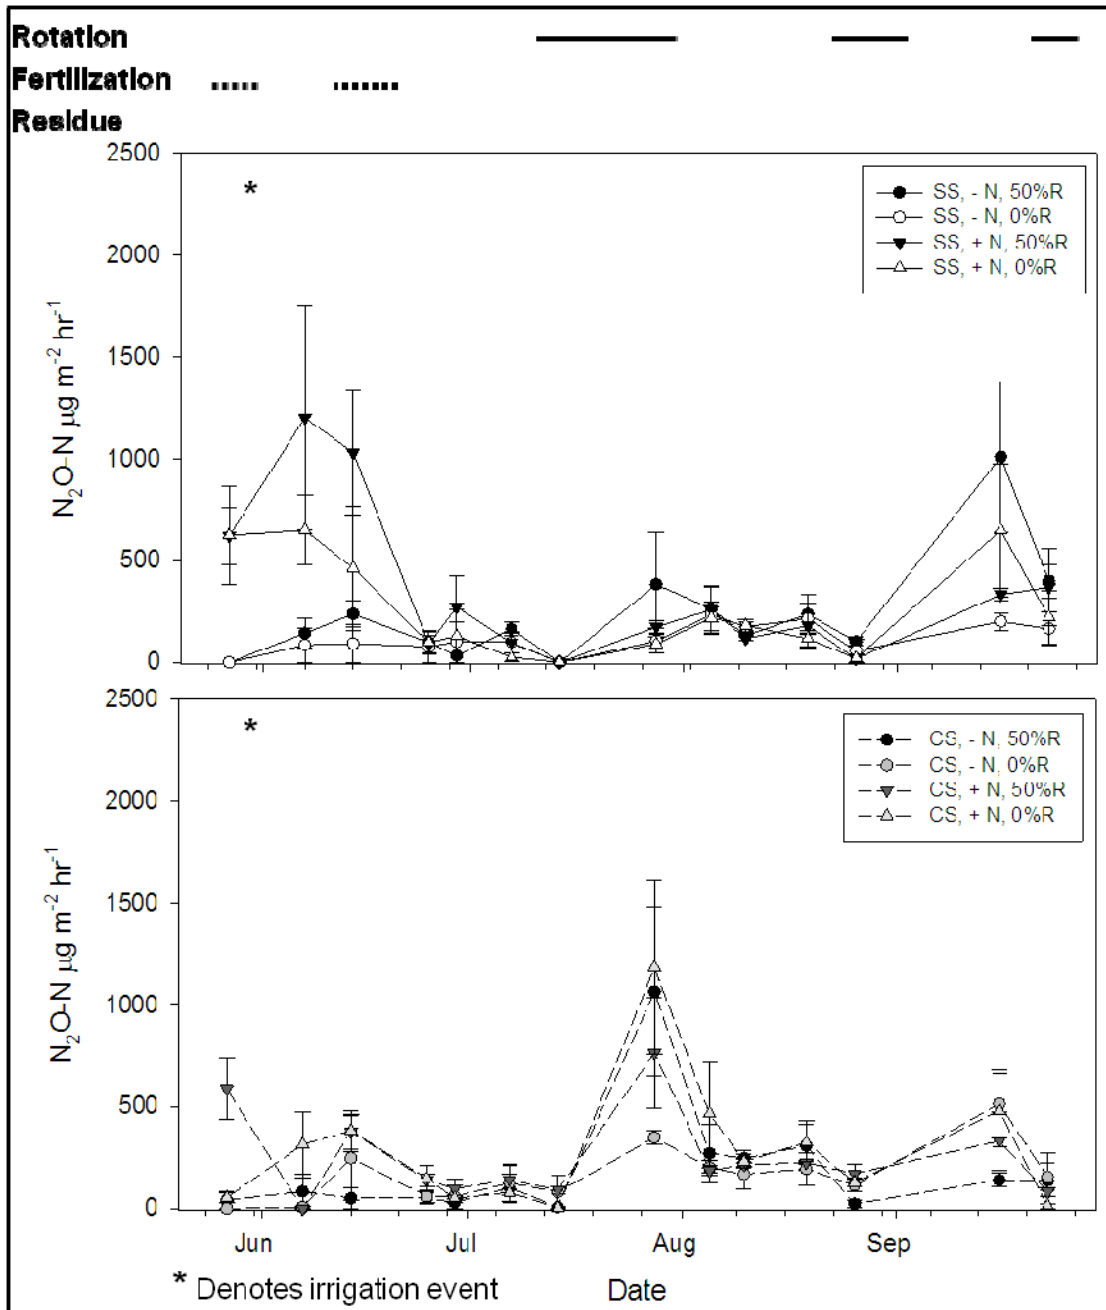 Rotation
Fertilization
Residue
2500
2000
1500
1000
500
0
N₂O-N µg m⁻² hr⁻¹
*
SS, - N, 50%R
SS, - N, 0%R
SS, + N, 50%R
SS, + N, 0%R
2500
2000
1500
1000
500
0
N₂O-N µg m⁻² hr⁻¹
*
CS, - N, 50%R
CS, - N, 0%R
CS, + N, 50%R
CS, + N, 0%R
Jun Jul Aug Sep
* Denotes irrigation event
Date